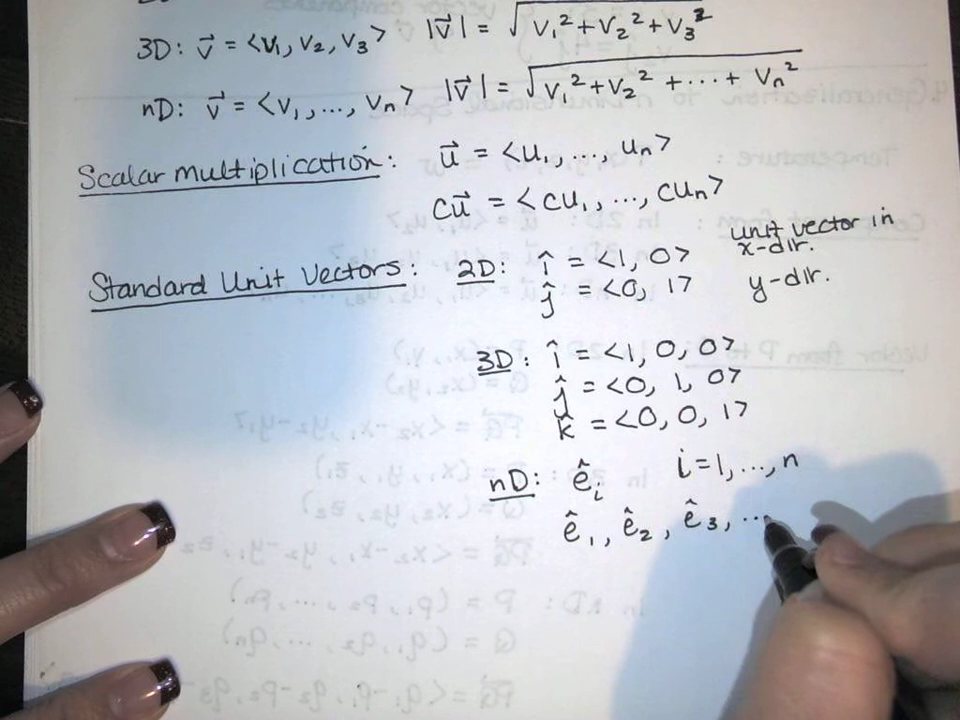 3D: v⃗ = <v₁, v₂, v₃> |v⃗| = √(v₁² + v₂² + v₃²)
nD: v⃗ = <v₁, ..., vₙ> |v⃗| = √(v₁² + v₂² + ... + vₙ²)
Scalar multiplication: u⃗ = <u₁, ..., uₙ>
cu⃗ = <cu₁, ..., cuₙ>
Standard Unit Vectors: 2D: î = <1, 0> unit vector in x-dir.
ĵ = <0, 1> y-dir.
3D: î = <1, 0, 0>
ĵ = <0, 1, 0>
k̂ = <0, 0, 1>
nD: êᵢ i = 1, ..., n
ê₁, ê₂, ê₃, ...